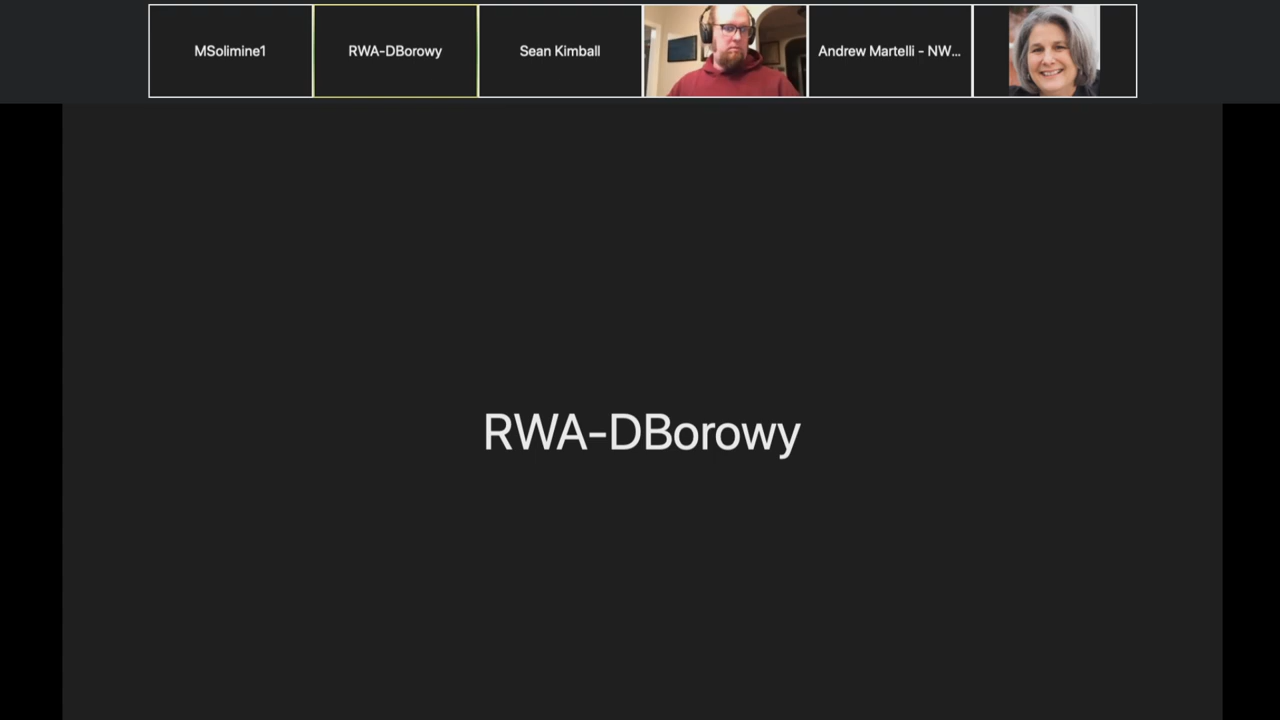 MSolimine1
RWA-DBorowy
Sean Kimball
Andrew Martelli - NW...
RWA-DBorowy